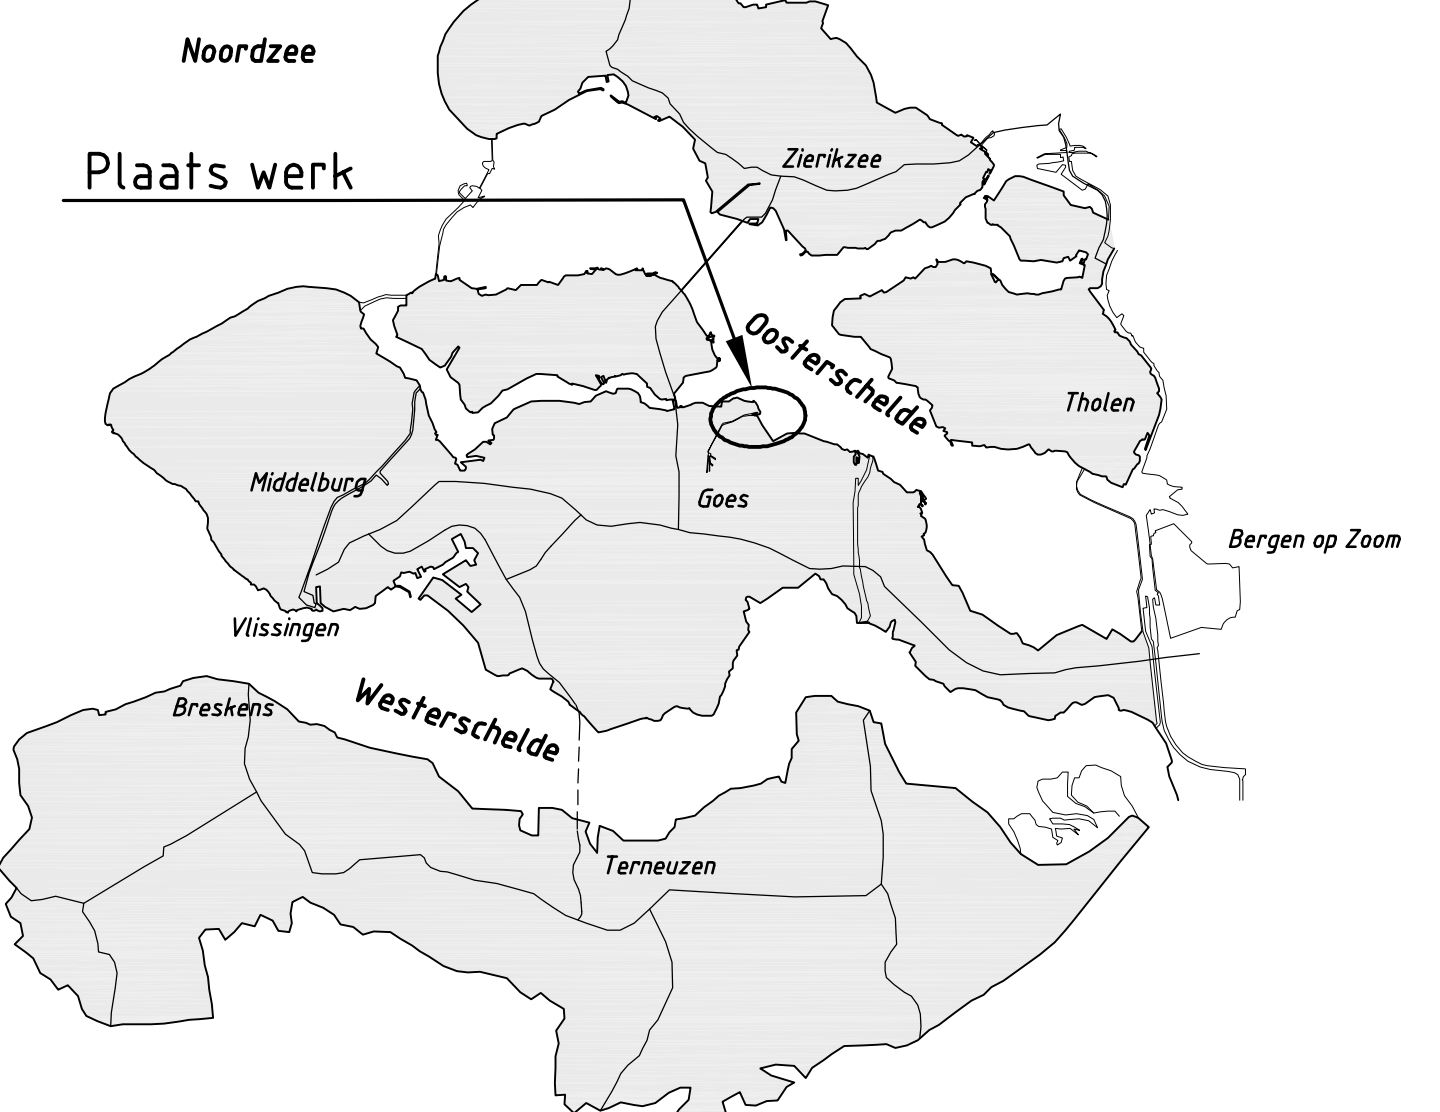 Noordzee
Plaats werk
Zierikzee
Oosterschelde
Tholen
Middelburg
Goes
Bergen op Zoom
Vlissingen
Westerschelde
Breskens
Terneuzen